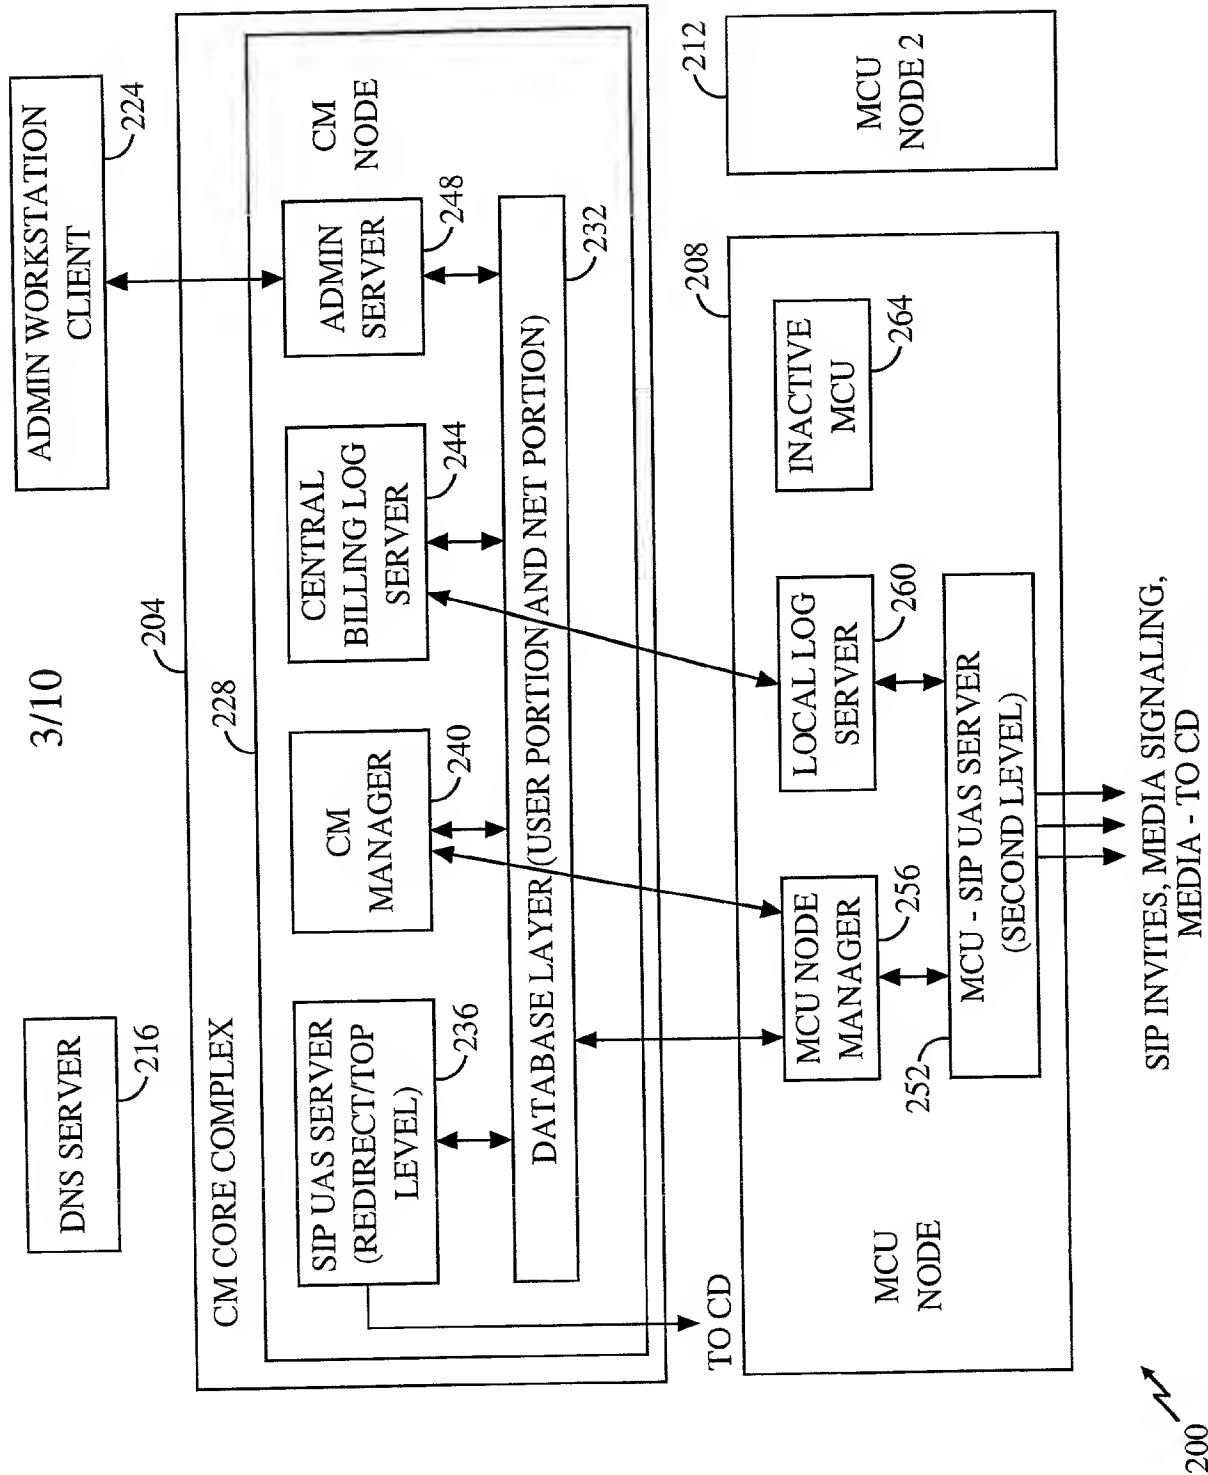 3/10
DNS SERVER
216
ADMIN WORKSTATION
CLIENT
224
204
CM CORE COMPLEX
228
SIP UAS SERVER
(REDIRECT/TOP
LEVEL)
236
CM
MANAGER
240
CENTRAL
BILLING LOG
SERVER
244
ADMIN
SERVER
248
CM
NODE
DATABASE LAYER (USER PORTION AND NET PORTION)
232
TO CD
208
212
MCU
NODE
MCU NODE
MANAGER
256
LOCAL LOG
SERVER
260
INACTIVE
MCU
264
MCU
NODE 2
252
MCU - SIP UAS SERVER
(SECOND LEVEL)
SIP INVITES, MEDIA SIGNALING,
MEDIA - TO CD
200